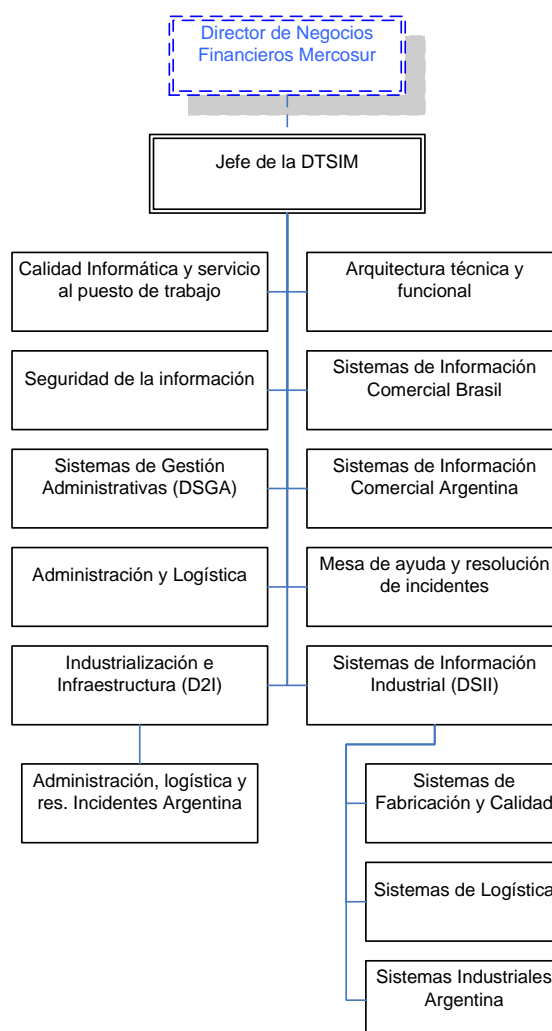 Director de Negocios
Financieros Mercosur
Jefe de la DTSIM
Calidad Informática y servicio
al puesto de trabajo
Arquitectura técnica y
funcional
Seguridad de la información
Sistemas de Información
Comercial Brasil
Sistemas de Gestión
Administrativas (DSGA)
Sistemas de Información
Comercial Argentina
Administración y Logística
Mesa de ayuda y resolución
de incidentes
Industrialización e
Infraestructura (D2I)
Sistemas de Información
Industrial (DSII)
Administración, logística y
res. Incidentes Argentina
Sistemas de
Fabricación y Calidad
Sistemas de Logística
Sistemas Industriales
Argentina